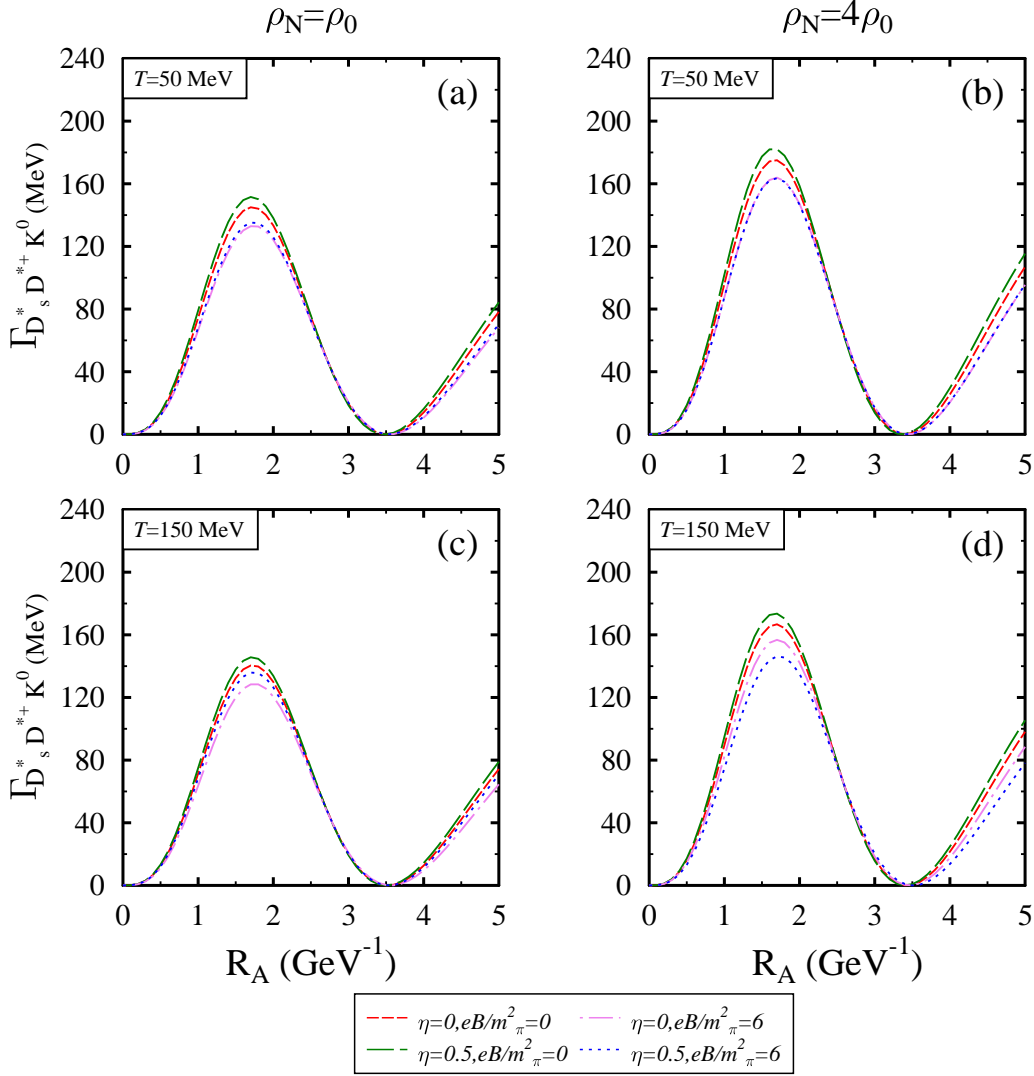 ρN=ρ0 ρN=4ρ0
T=50 MeV (a)
Γ D*s D*+ K0 (MeV)
240
200
160
120
80
40
0
0 1 2 3 4 5
T=50 MeV (b)
240
200
160
120
80
40
0
0 1 2 3 4 5
T=150 MeV (c)
Γ D*s D*+ K0 (MeV)
240
200
160
120
80
40
0
0 1 2 3 4 5
RA (GeV-1)
T=150 MeV (d)
240
200
160
120
80
40
0
0 1 2 3 4 5
RA (GeV-1)
η=0,eB/m2π=0 η=0,eB/m2π=6
η=0.5,eB/m2π=0 η=0.5,eB/m2π=6